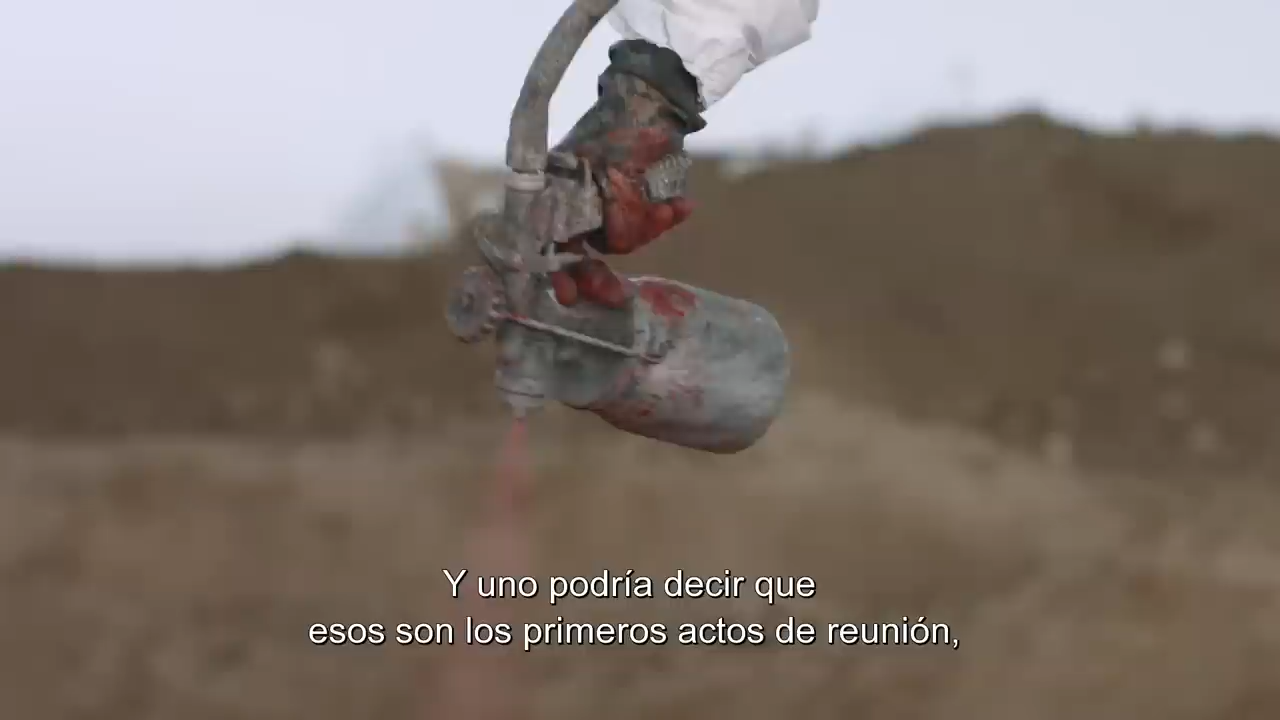 Y uno podría decir que
esos son los primeros actos de reunión,